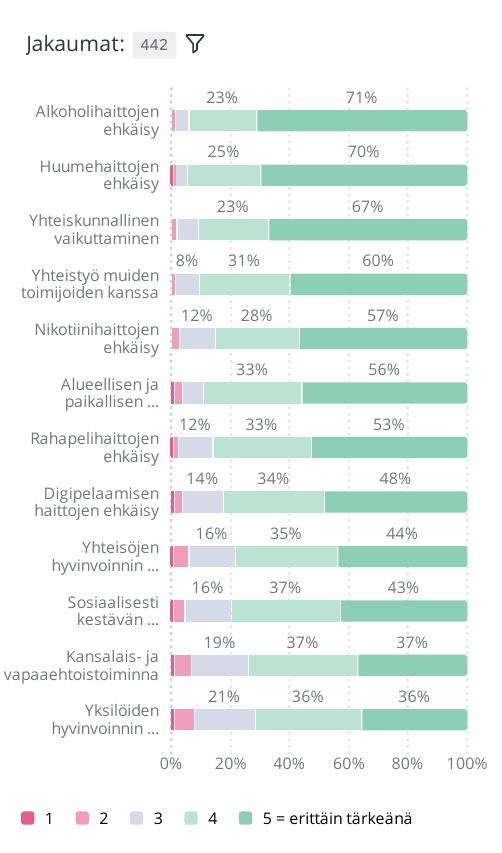 Jakaumat: 442
23% 71%
Alkoholihaittojen
ehkäisy
25% 70%
Huumehaittojen
ehkäisy
23% 67%
Yhteiskunnallinen
vaikuttaminen
8% 31% 60%
Yhteistyö muiden
toimijoiden kanssa
12% 28% 57%
Nikotiinihaittojen
ehkäisy
33% 56%
Alueellisen ja
paikallisen ...
12% 33% 53%
Rahapelihaittojen
ehkäisy
14% 34% 48%
Digipelaamisen
haittojen ehkäisy
16% 35% 44%
Yhteisöjen
hyvinvoinnin ...
16% 37% 43%
Sosiaalisesti
kestävän ...
19% 37% 37%
Kansalais- ja
vapaaehtoistoiminna
21% 36% 36%
Yksilöiden
hyvinvoinnin ...
0% 20% 40% 60% 80% 100%
1 2 3 4 5 = erittäin tärkeänä